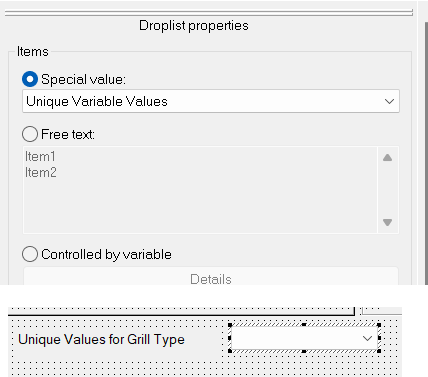 Droplist properties
Items
Special value:
Unique Variable Values
Free text:
Item1
Item2
Controlled by variable
Details
Unique Values for Grill Type